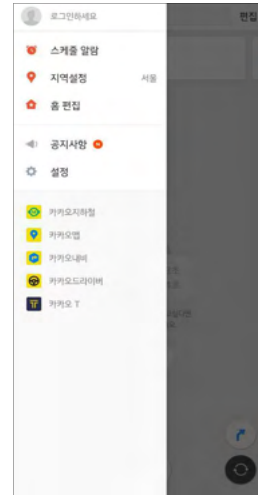 로그인하세요
편집
스케줄 알람
지역설정 서울
홈 편집
공지사항 N
설정
카카오지하철
카카오맵
카카오내비
카카오드라이버
카카오 T